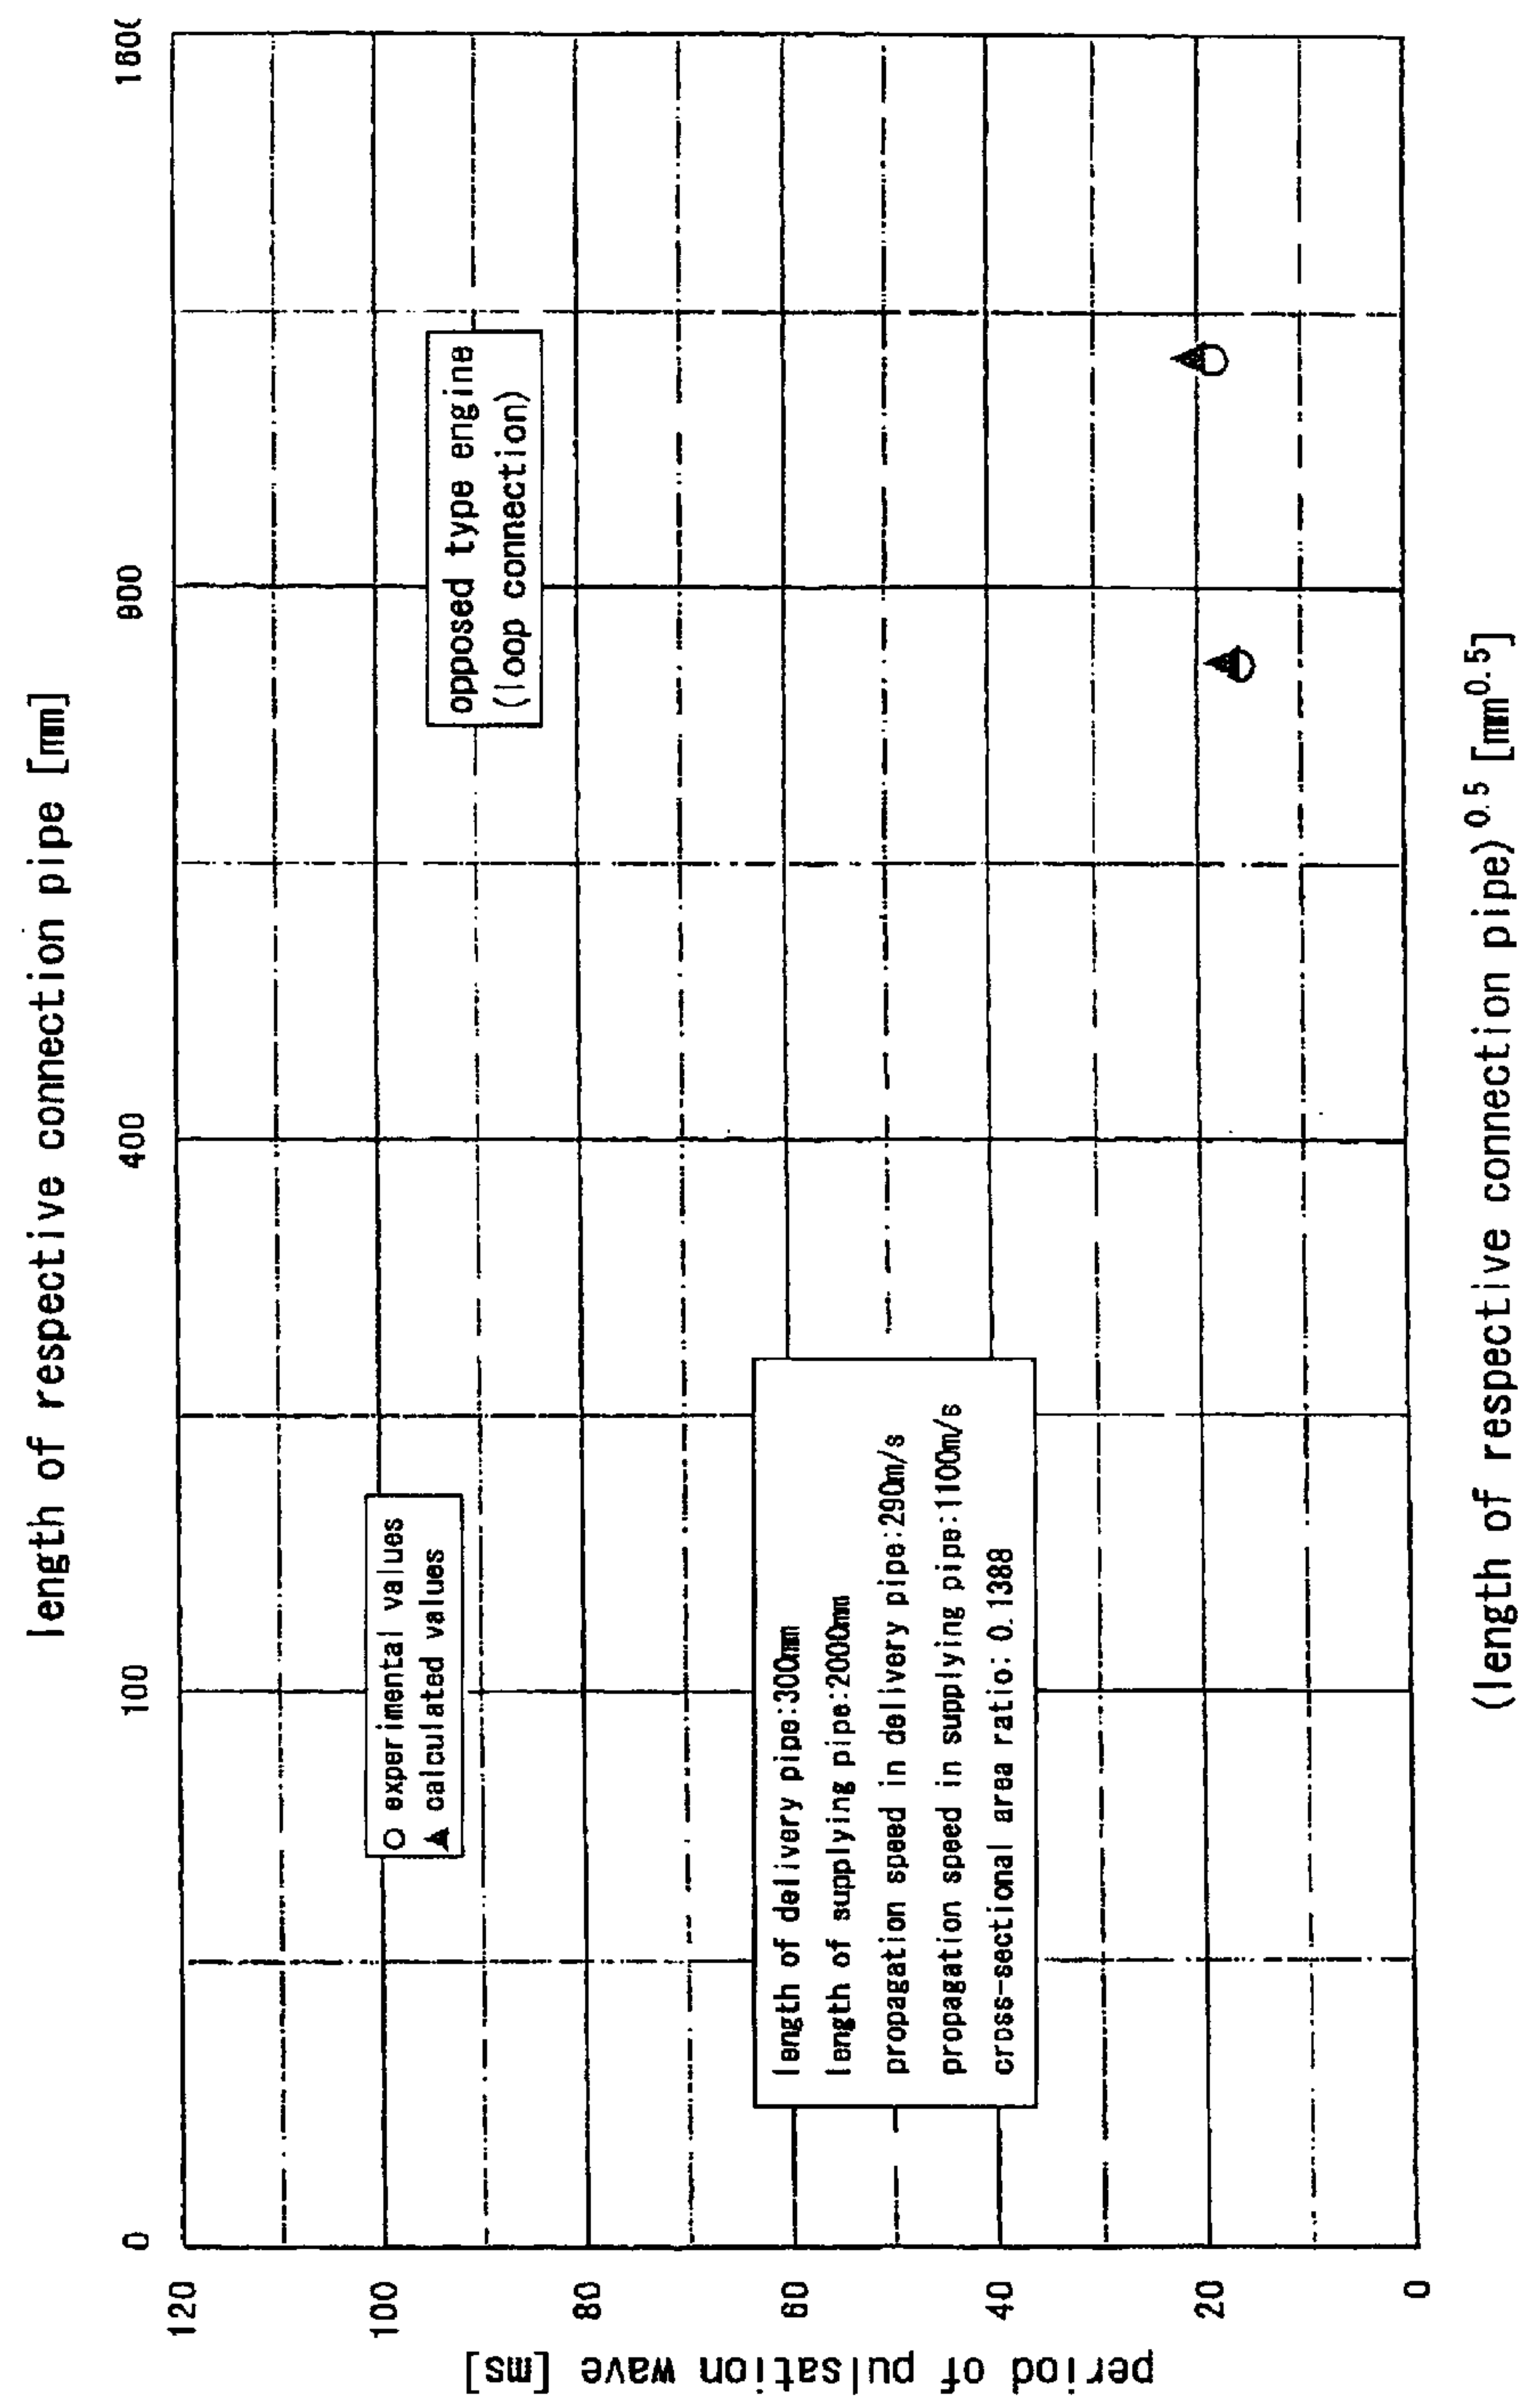 length of respective connection pipe [mm]
0 100 400 900 160(
120
100
80
60
40
20
0
period of pulsation wave [ms]
○ experimental values
▲ calculated values
opposed type engine
(loop connection)
length of delivery pipe:300mm
length of supplying pipe:2000mm
propagation speed in delivery pipe:290m/s
propagation speed in supplying pipe:1100m/s
cross-sectional area ratio: 0.1388
(length of respective connection pipe)^0.5 [mm^0.5]